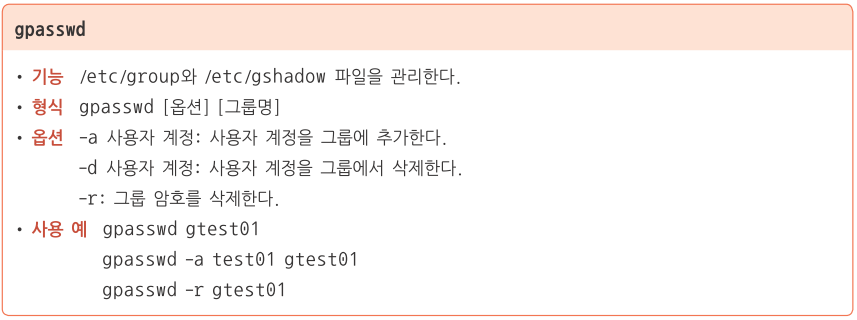 gpasswd
• 기능 /etc/group와 /etc/gshadow 파일을 관리한다.
• 형식 gpasswd [옵션] [그룹명]
• 옵션 -a 사용자 계정: 사용자 계정을 그룹에 추가한다.
-d 사용자 계정: 사용자 계정을 그룹에서 삭제한다.
-r: 그룹 암호를 삭제한다.
• 사용 예 gpasswd gtest01
gpasswd -a test01 gtest01
gpasswd -r gtest01